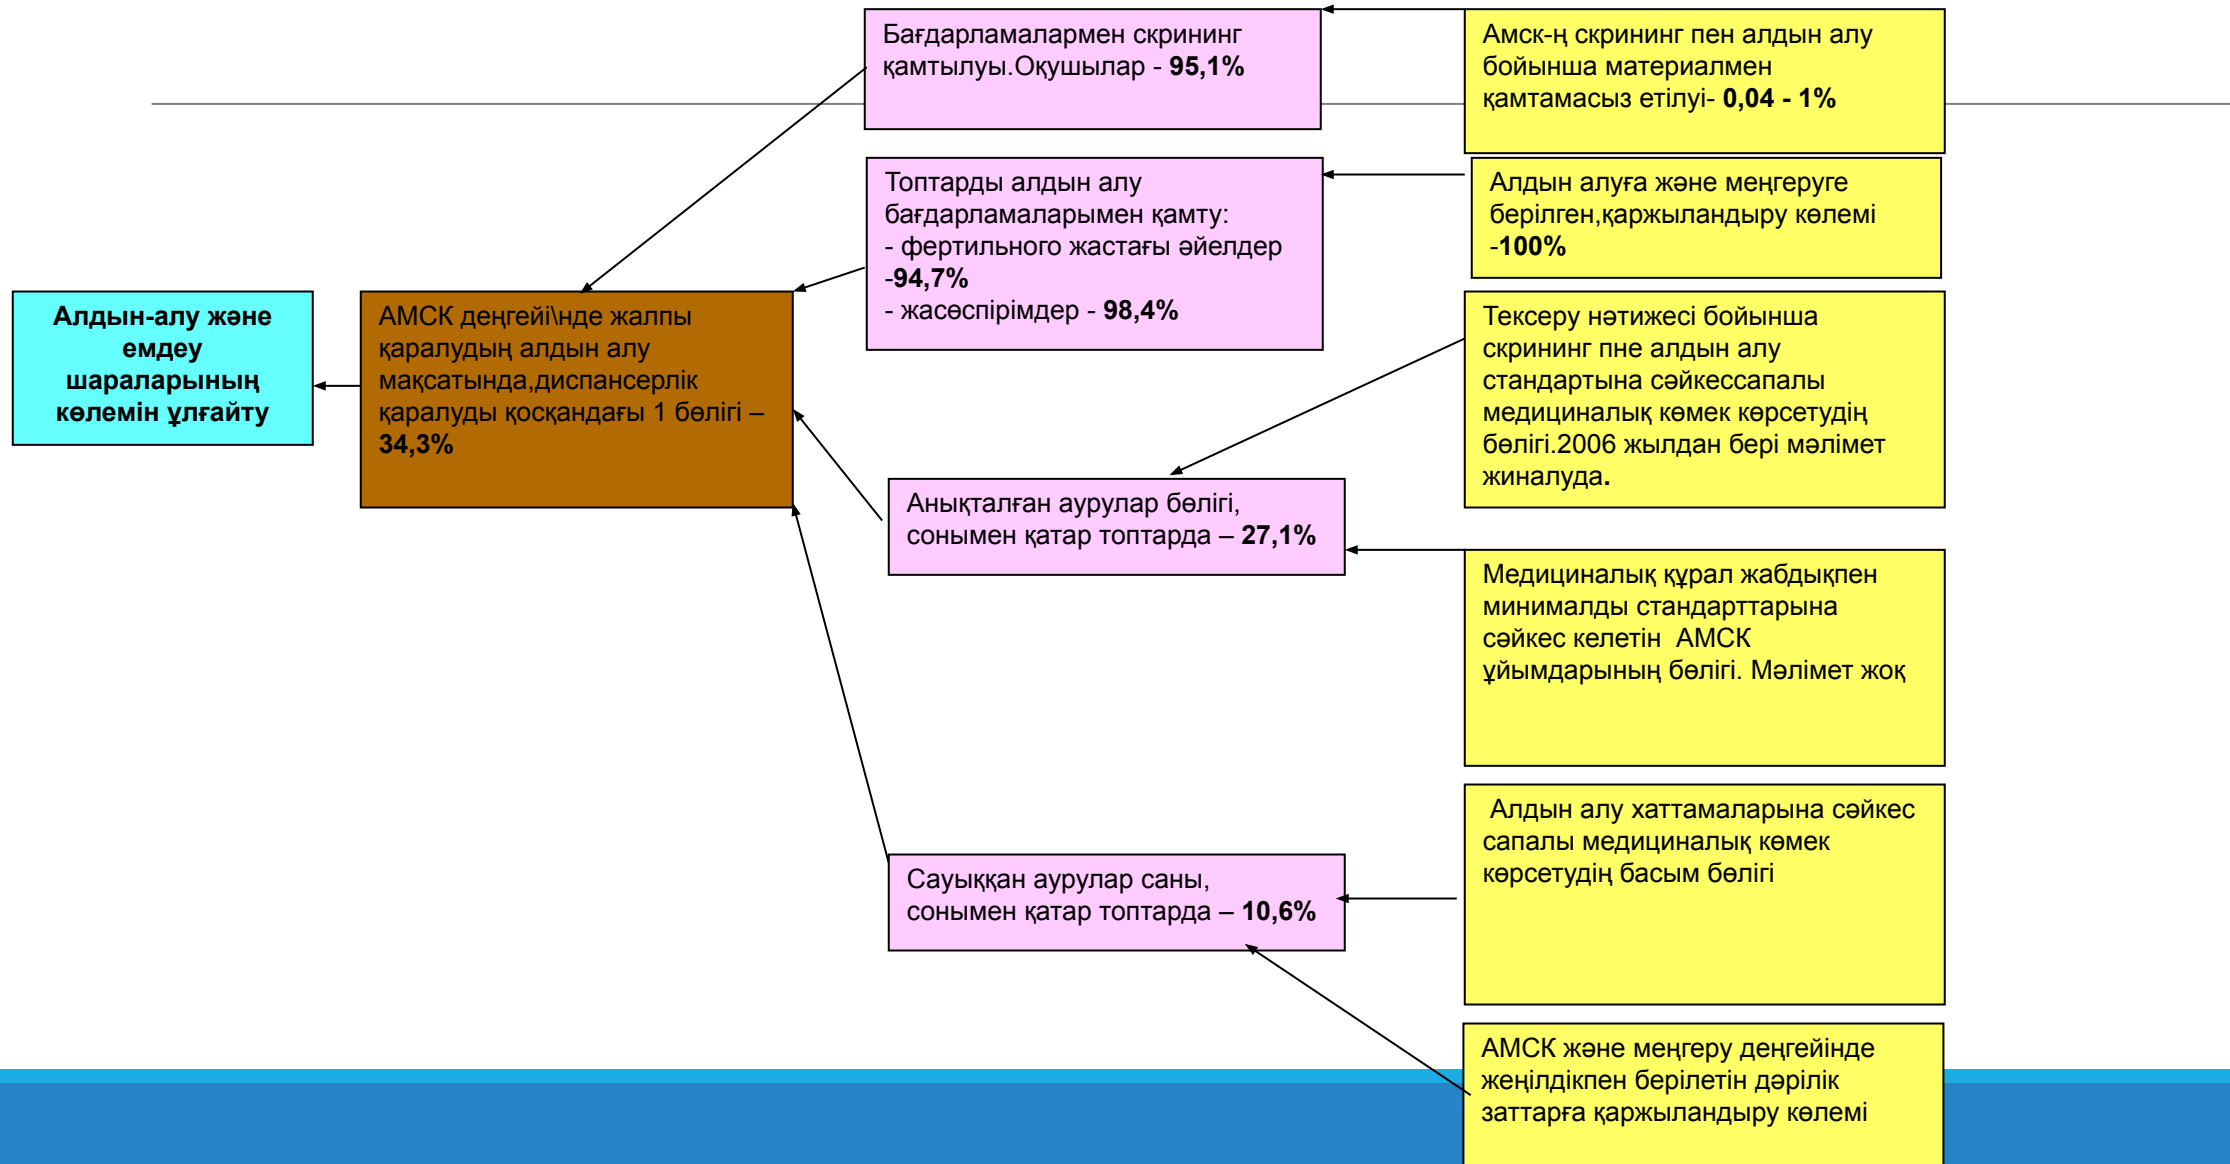 Бағдарламалармен скрининг
қамтылуы.Оқушылар - 95,1%
Амск-ң скрининг пен алдын алу
бойынша материалмен
қамтамасыз етілуі- 0,04 - 1%
Топтарды алдын алу
бағдарламаларымен қамту:
- фертильного жастағы әйелдер
-94,7%
- жасөспірімдер - 98,4%
Алдын алуға және меңгеруге
берілген,қаржыландыру көлемі
-100%
Алдын-алу және
емдеу
шараларының
көлемін ұлғайту
АМСК деңгейі\нде жалпы
қаралудың алдын алу
мақсатында,диспансерлік
қаралуды қосқандағы 1 бөлігі –
34,3%
Тексеру нәтижесі бойынша
скрининг пне алдын алу
стандартына сәйкессапалы
медициналық көмек көрсетудің
бөлігі.2006 жылдан бері мәлімет
жиналуда.
Анықталған аурулар бөлігі,
сонымен қатар топтарда – 27,1%
Медициналық құрал жабдықпен
минималды стандарттарына
сәйкес келетін  АМСК
ұйымдарының бөлігі. Мәлімет жоқ
Алдын алу хаттамаларына сәйкес
сапалы медициналық көмек
көрсетудің басым бөлігі
Сауыққан аурулар саны,
сонымен қатар топтарда – 10,6%
АМСК және меңгеру деңгейінде
жеңілдікпен берілетін дәрілік
заттарға қаржыландыру көлемі